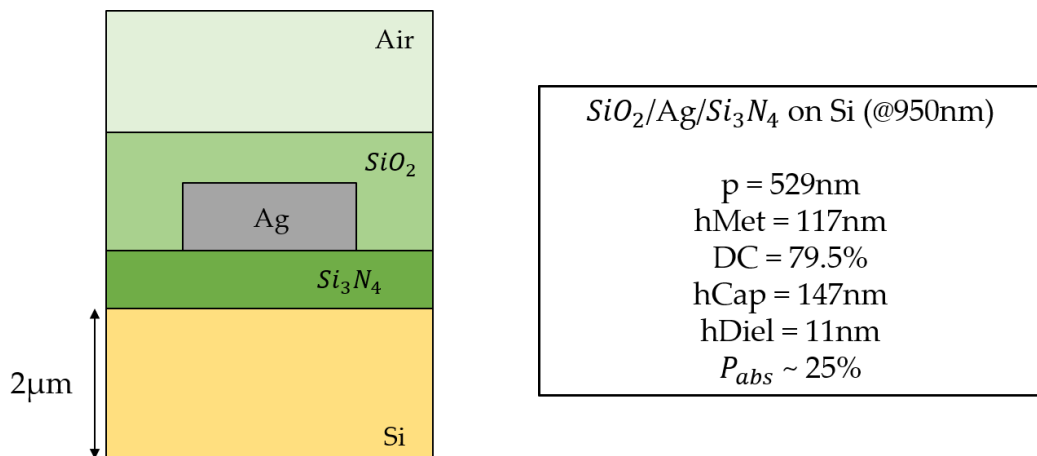 Air
SiO₂
Ag
Si₃N₄
2μm
Si
SiO₂/Ag/Si₃N₄ on Si (@950nm)
p = 529nm
hMet = 117nm
DC = 79.5%
hCap = 147nm
hDiel = 11nm
P_abs ~ 25%